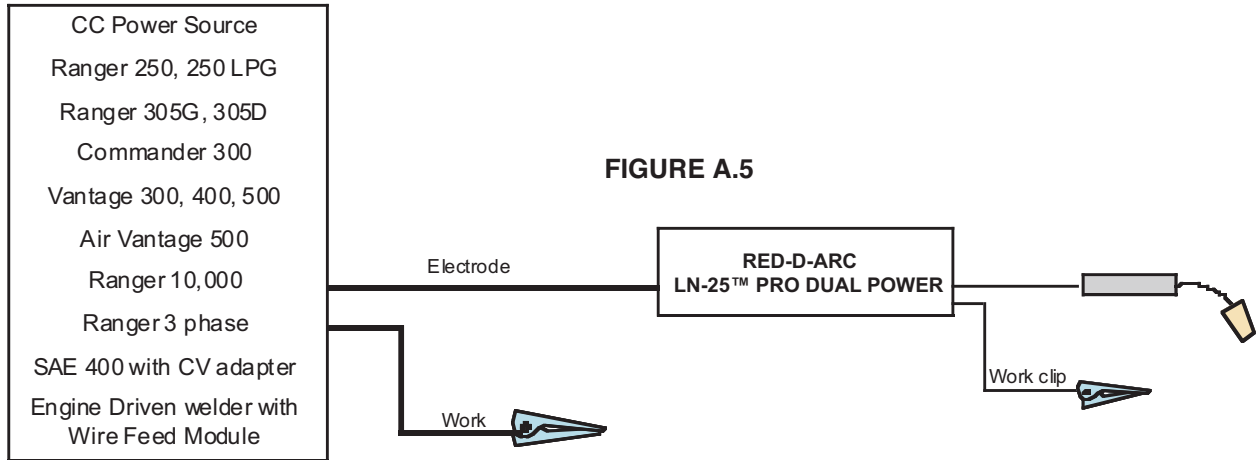 CC Power Source
Ranger 250, 250 LPG
Ranger 305G, 305D
Commander 300
Vantage 300, 400, 500
Air Vantage 500
Ranger 10,000
Ranger 3 phase
SAE 400 with CV adapter
Engine Driven welder with
Wire Feed Module
FIGURE A.5
Electrode
RED-D-ARC
LN-25™ PRO DUAL POWER
Work clip
Work